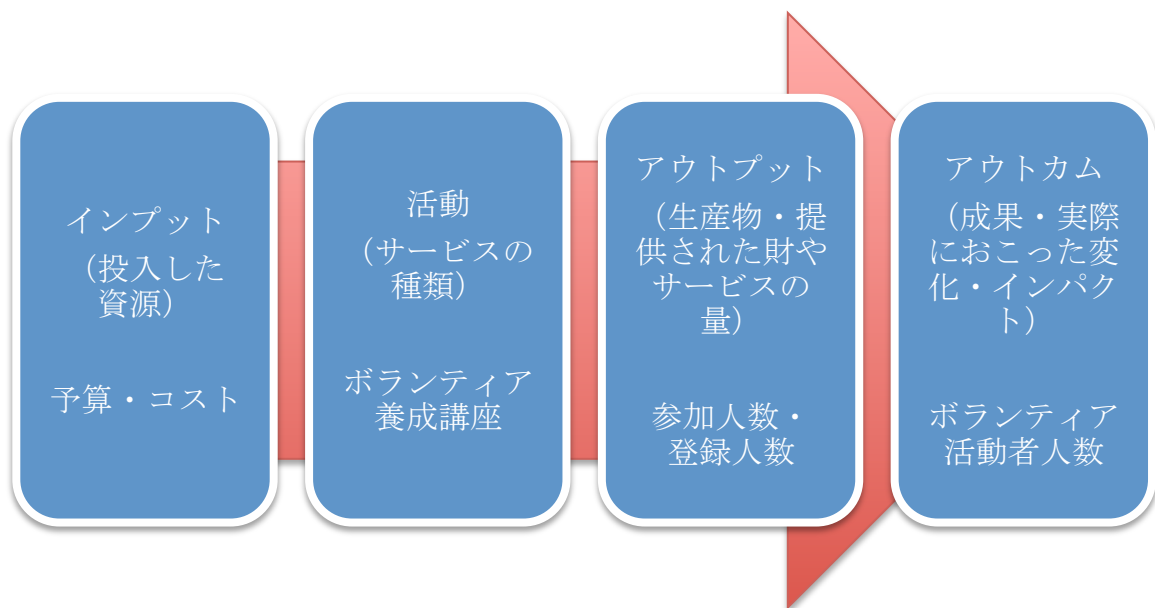 インプット
（投入した
資源）
予算・コスト
活動
（サービスの
種類）
ボランティア
養成講座
アウトプット
（生産物・提
供された財や
サービスの
量）
参加人数・
登録人数
アウトカム
（成果・実際
におこった変
化・インパク
ト）
ボランティア
活動者人数